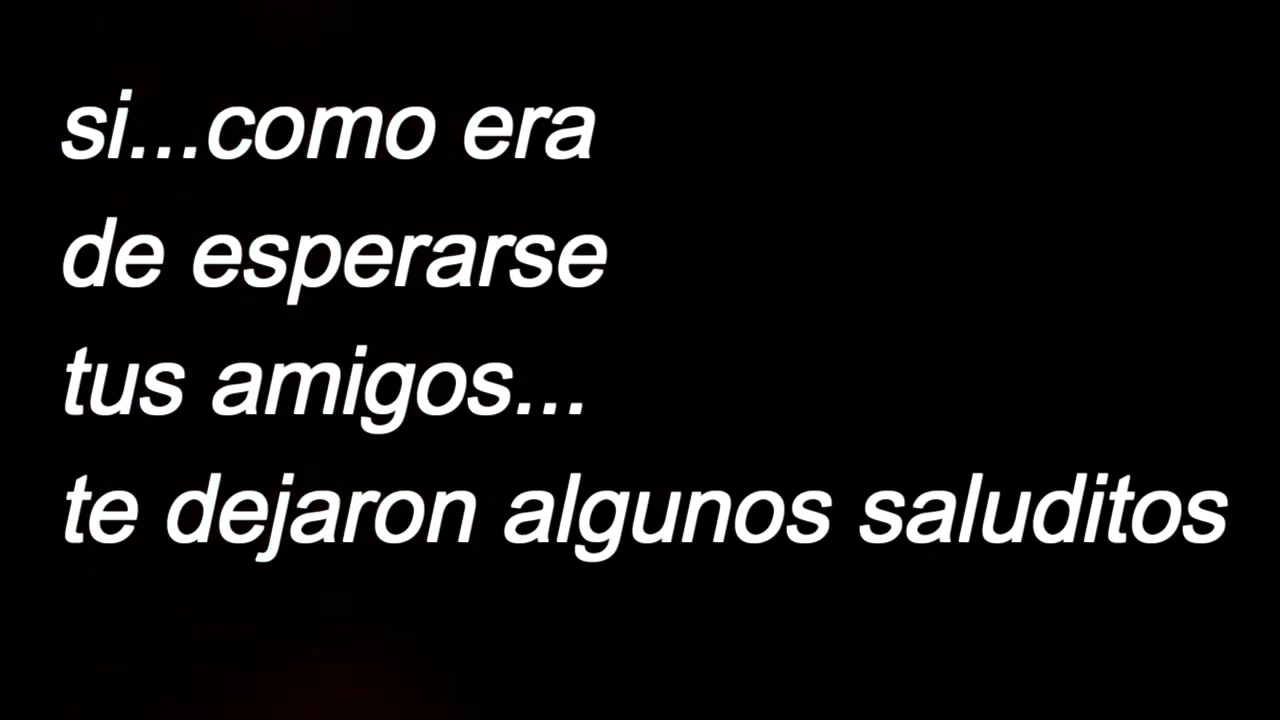 si...como era
de esperarse
tus amigos...
te dejaron algunos saluditos